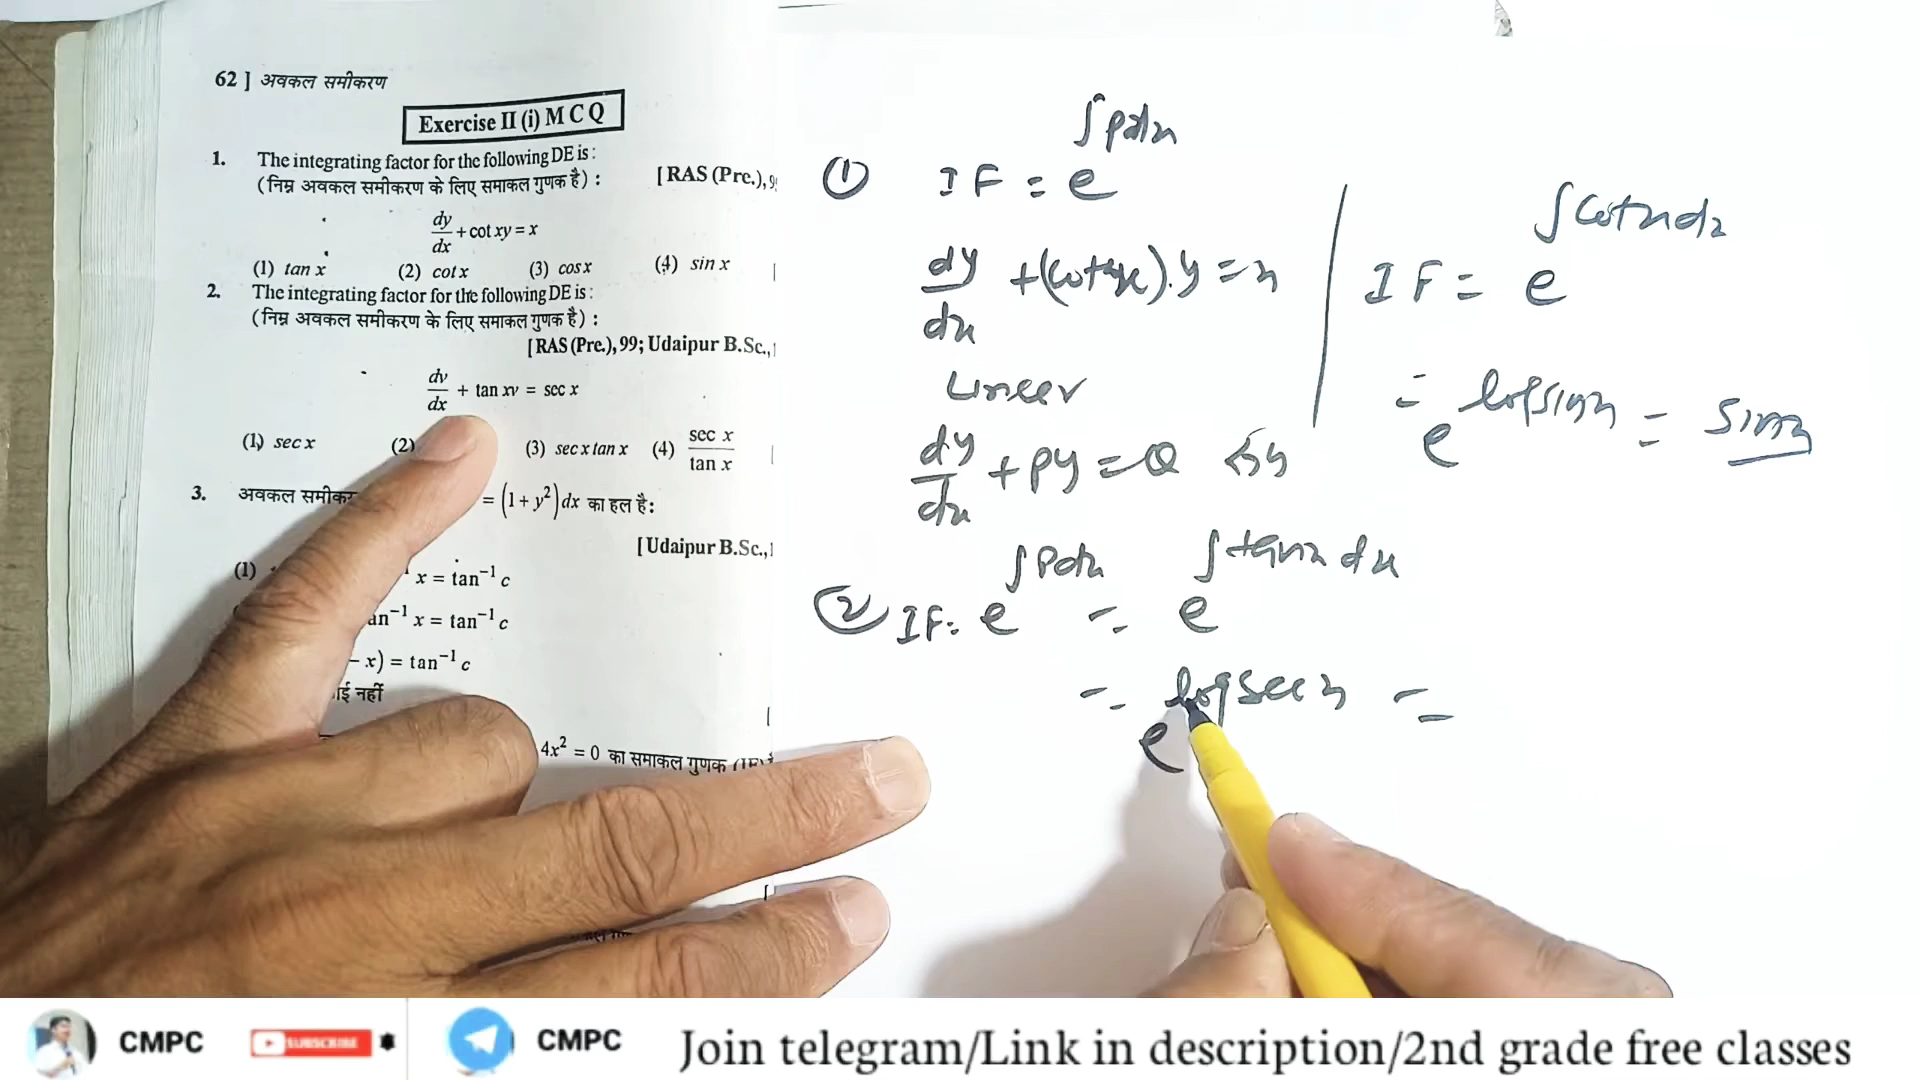 62 ] अवकल समीकरण
Exercise II (i) M C Q
1. The integrating factor for the following DE is :
(निम्न अवकल समीकरण के लिए समाकल गुणक है) : [ RAS (Pre.), 9
dy/dx + cot xy = x
(1) tan x (2) cot x (3) cos x (4) sin x [
2. The integrating factor for the following DE is :
(निम्न अवकल समीकरण के लिए समाकल गुणक है) :
[ RAS (Pre.), 99; Udaipur B.Sc.,
dv/dx + tan xv = sec x
(1) sec x (2) (3) sec x tan x (4) sec x/tan x [
3. अवकल समीकर = (1 + y²) dx का हल है:
[ Udaipur B.Sc.,
(1) x = tan⁻¹ c
an⁻¹ x = tan⁻¹ c
– x) = tan⁻¹ c
ाई नहीं
[
4x² = 0 का समाकल गुणक (IF)
[
① IF = e^∫pdx
dy/dx + (cotx).y = x
Linear
dy/dx + py = Q
IF = e^∫cotxdx
= e^logsinx = sinx
② IF = e^∫Pdx = e^∫tanxdx
= e^logsecx =
CMPC SUBSCRIBE CMPC Join telegram/Link in description/2nd grade free classes